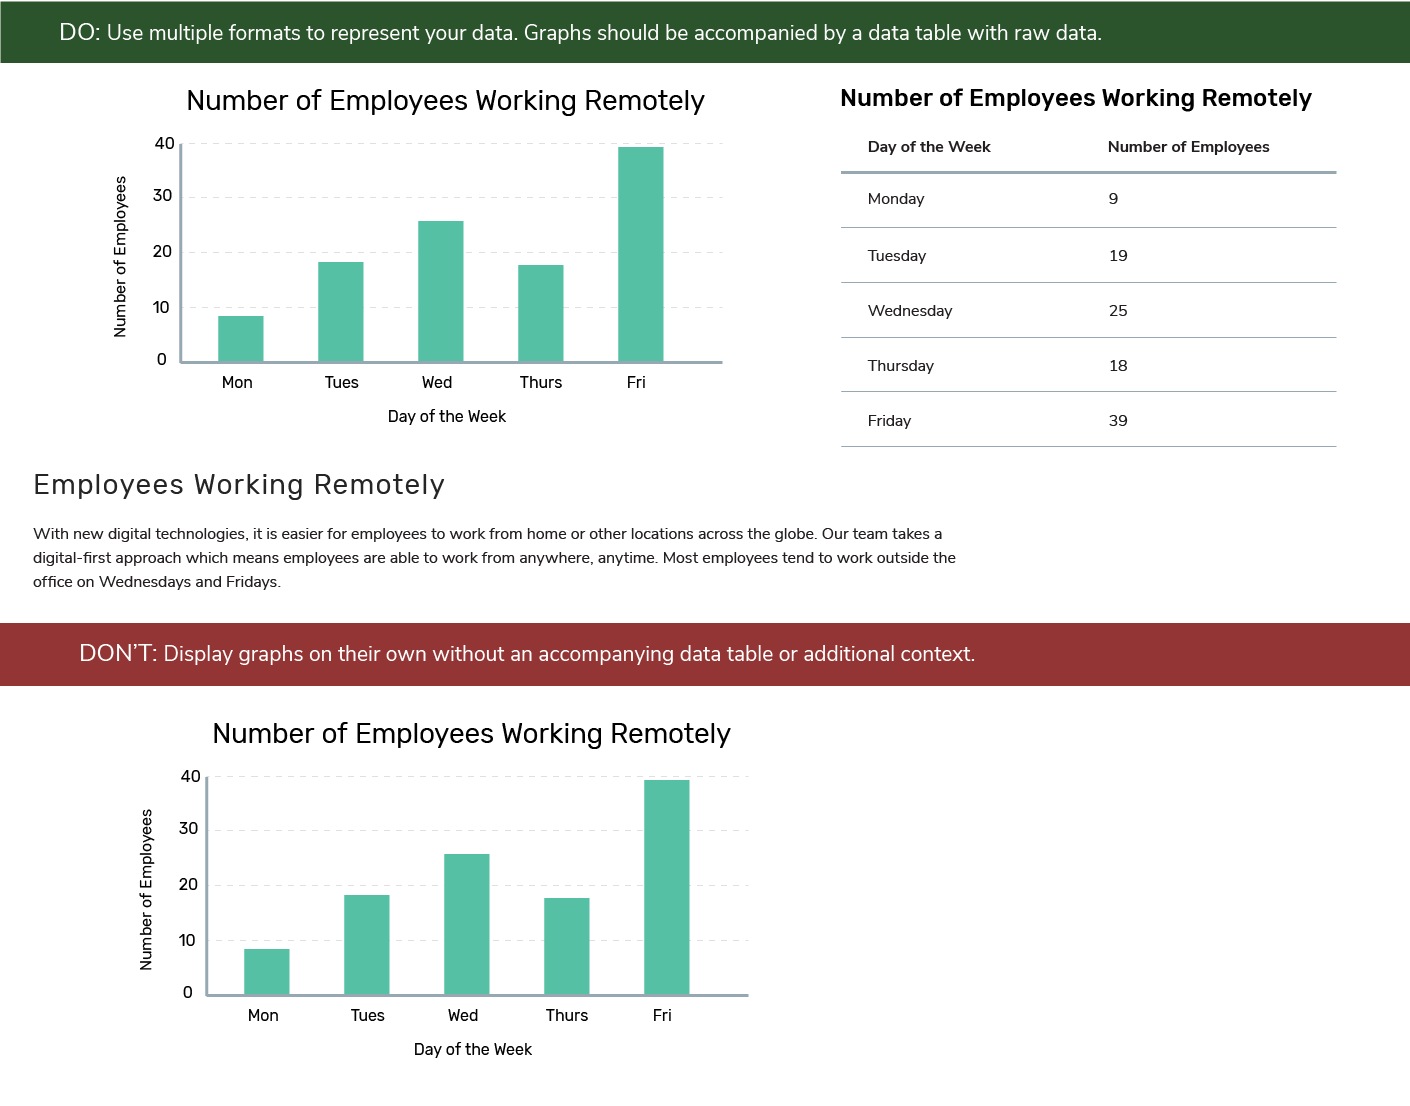 DO: Use multiple formats to represent your data. Graphs should be accompanied by a data table with raw data.
Number of Employees Working Remotely
Number of Employees
40
30
20
10
0
Mon Tues Wed Thurs Fri
Day of the Week
Number of Employees Working Remotely
Day of the Week Number of Employees
Monday 9
Tuesday 19
Wednesday 25
Thursday 18
Friday 39
Employees Working Remotely
With new digital technologies, it is easier for employees to work from home or other locations across the globe. Our team takes a
digital-first approach which means employees are able to work from anywhere, anytime. Most employees tend to work outside the
office on Wednesdays and Fridays.
DON'T: Display graphs on their own without an accompanying data table or additional context.
Number of Employees Working Remotely
Number of Employees
40
30
20
10
0
Mon Tues Wed Thurs Fri
Day of the Week